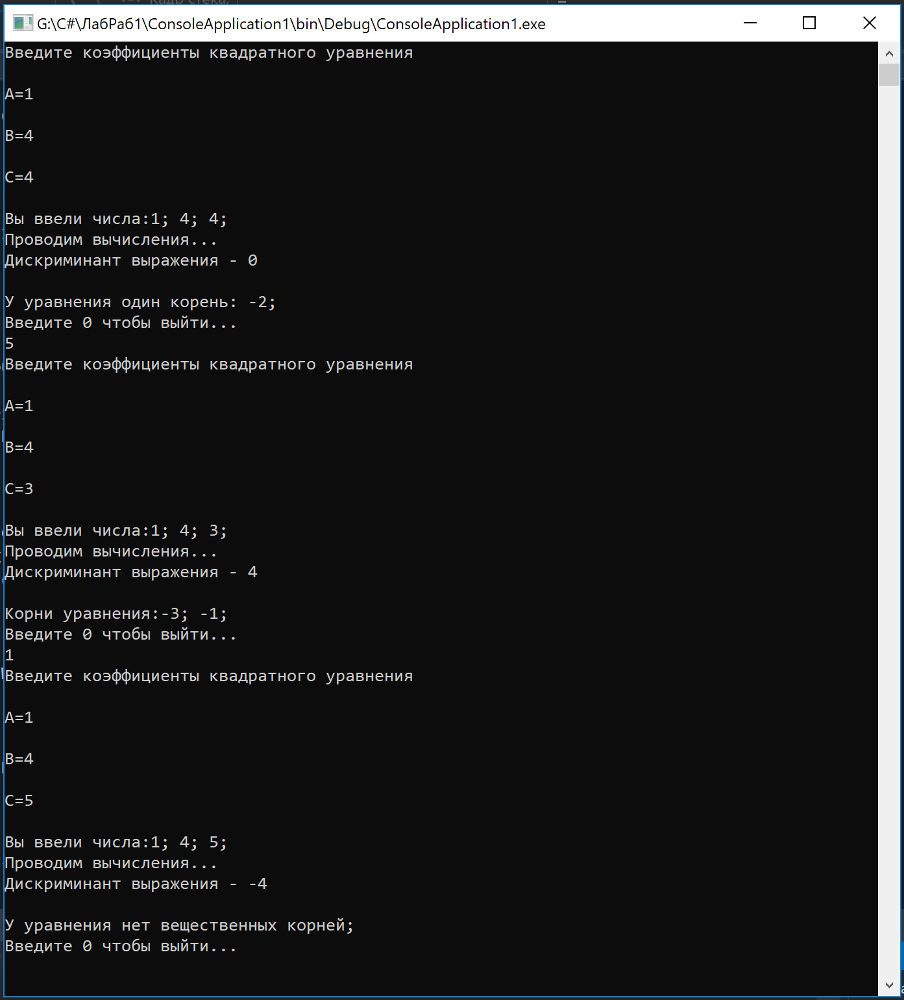 Кадр стека:
G:\C#\ЛабРаб1\ConsoleApplication1\bin\Debug\ConsoleApplication1.exe
Введите коэффициенты квадратного уравнения
A=1
B=4
C=4
Вы ввели числа:1; 4; 4;
Проводим вычисления...
Дискриминант выражения - 0
У уравнения один корень: -2;
Введите 0 чтобы выйти...
5
Введите коэффициенты квадратного уравнения
A=1
B=4
C=3
Вы ввели числа:1; 4; 3;
Проводим вычисления...
Дискриминант выражения - 4
Корни уравнения:-3; -1;
Введите 0 чтобы выйти...
1
Введите коэффициенты квадратного уравнения
A=1
B=4
C=5
Вы ввели числа:1; 4; 5;
Проводим вычисления...
Дискриминант выражения - -4
У уравнения нет вещественных корней;
Введите 0 чтобы выйти...